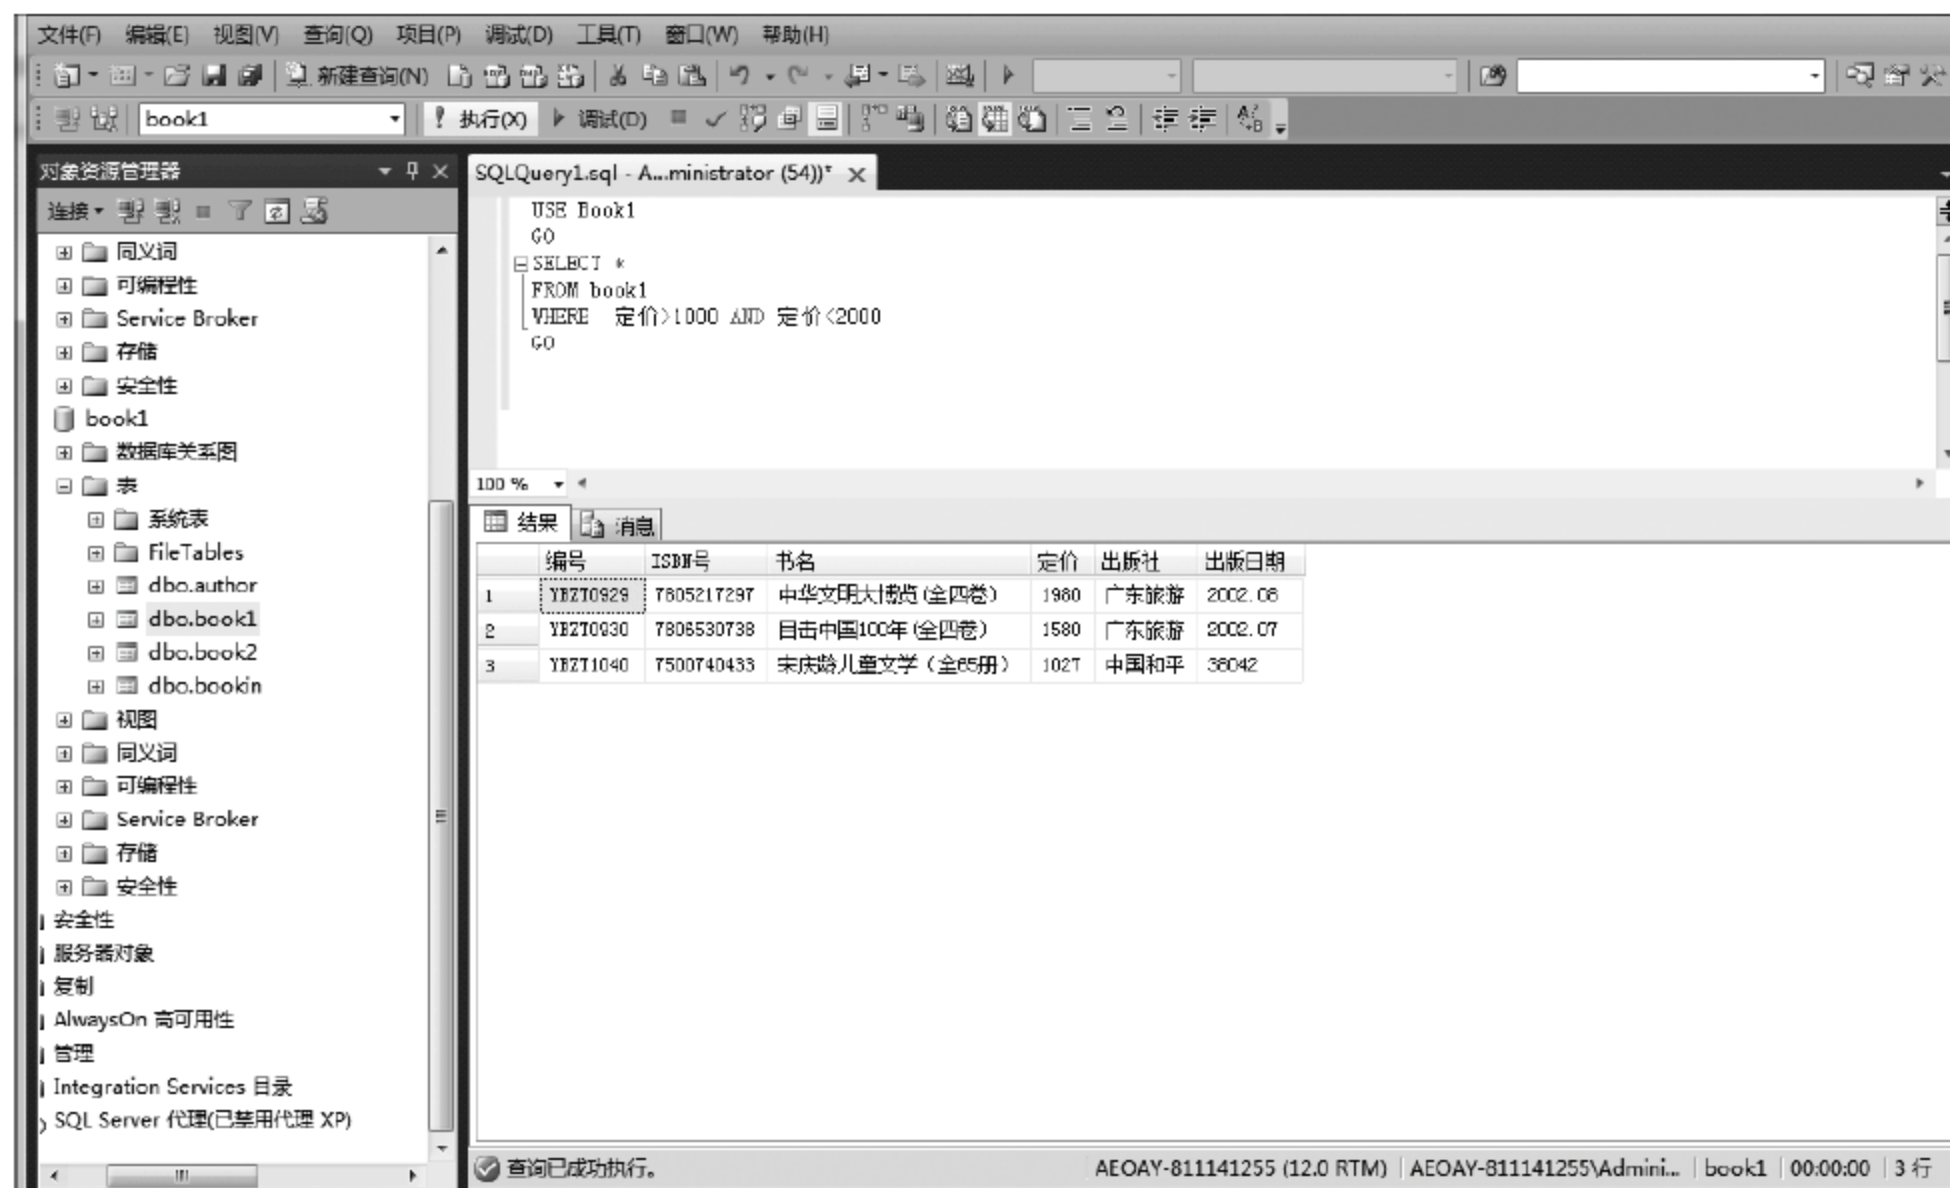 文件(F) 编辑(E) 视图(V) 查询(Q) 项目(P) 调试(D) 工具(T) 窗口(W) 帮助(H)
新建查询(N)
book1 执行(X) 调试(D)
对象资源管理器
连接
同义词
可编程性
Service Broker
存储
安全性
book1
数据库关系图
表
系统表
FileTables
dbo.author
dbo.book1
dbo.book2
dbo.bookin
视图
同义词
可编程性
Service Broker
存储
安全性
安全性
服务器对象
复制
AlwaysOn 高可用性
管理
Integration Services 目录
SQL Server 代理(已禁用代理 XP)
SQLQuery1.sql - A...ministrator (54))*
USE Book1
GO
SELECT *
FROM book1
WHERE 定价>1000 AND 定价<2000
GO
100 %
结果 消息
编号 ISBN号 书名 定价 出版社 出版日期
1 YBZT0929 7805217297 中华文明大博览(全四卷) 1980 广东旅游 2002.08
2 YBZT0930 7806530738 目击中国100年(全四卷) 1580 广东旅游 2002.07
3 YBZT1040 7500740433 宋庆龄儿童文学（全65册） 1027 中国和平 38042
查询已成功执行。 AEOAY-811141255 (12.0 RTM) AEOAY-811141255\Admini... book1 00:00:00 3 行